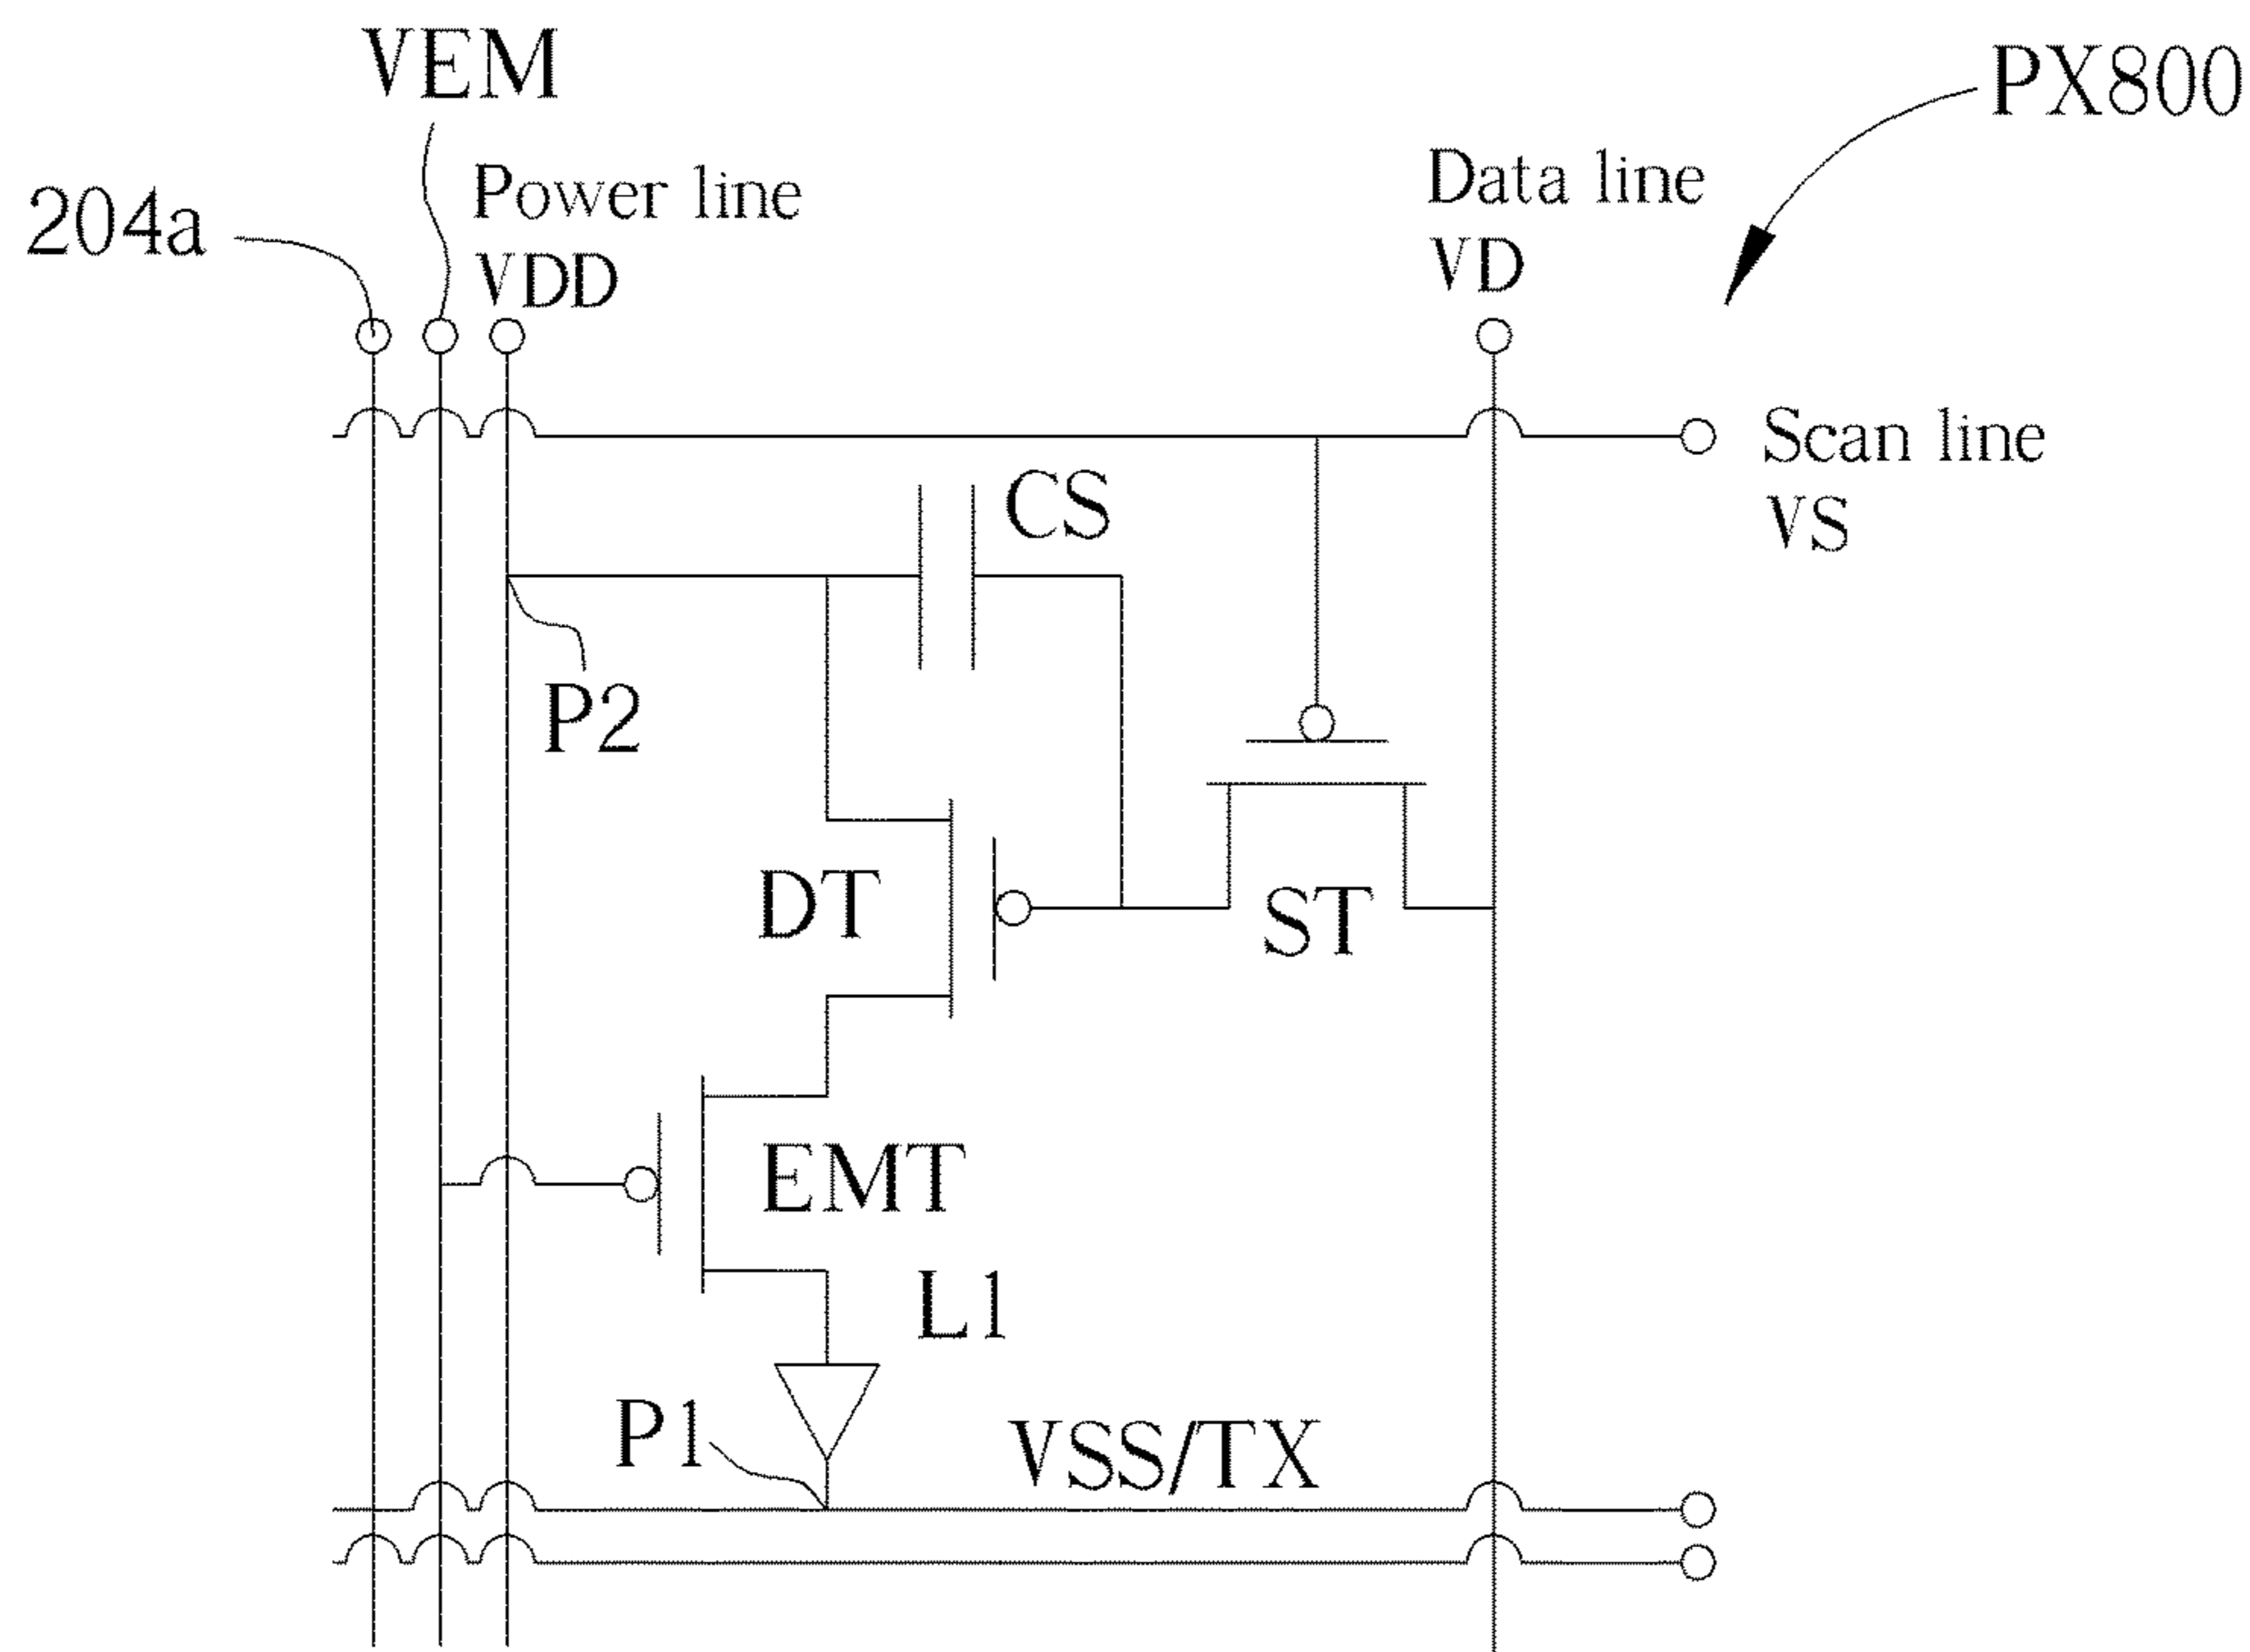 VEM
PX800
Power line
VDD
Data line
VD
204a
Scan line
VS
CS
P2
DT
ST
EMT
L1
P1
VSS/TX